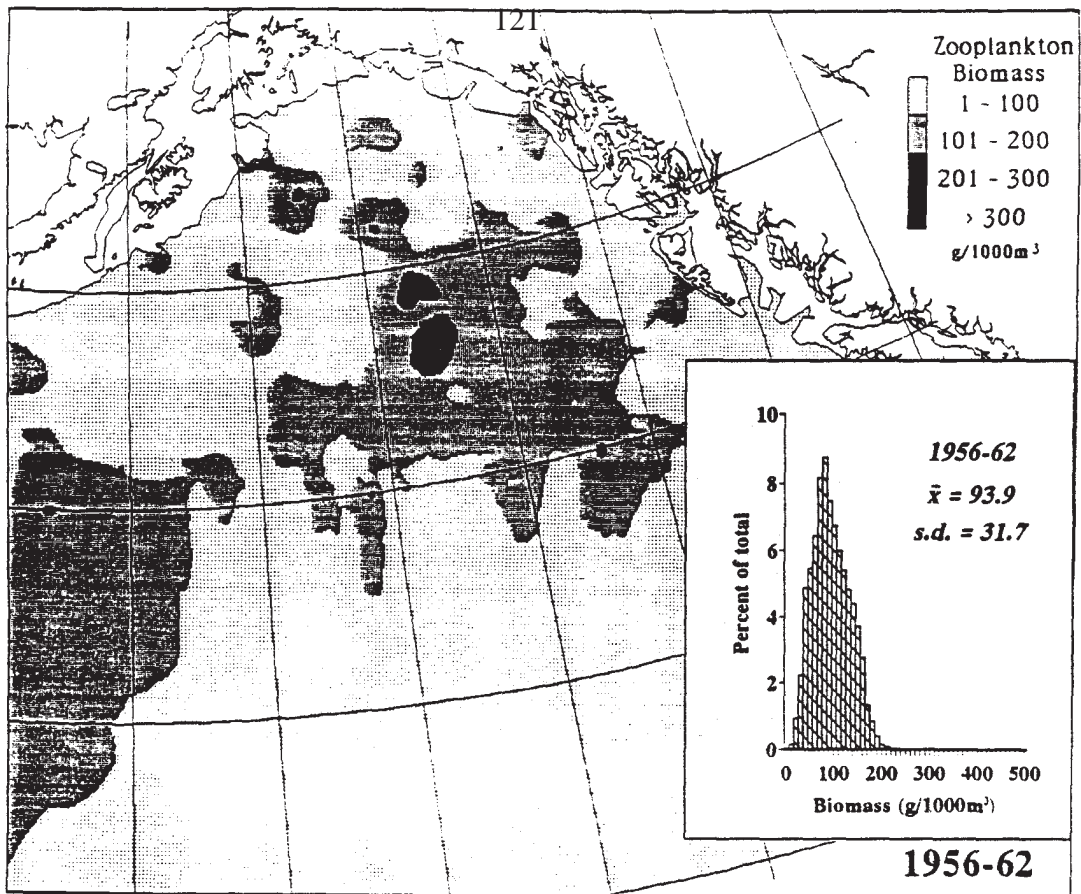 121
Zooplankton
Biomass
1 - 100
101 - 200
201 - 300
> 300
g/1000m³
10
8
6
4
2
0
Percent of total
1956-62
x̄ = 93.9
s.d. = 31.7
0 100 200 300 400 500
Biomass (g/1000m³)
1956-62